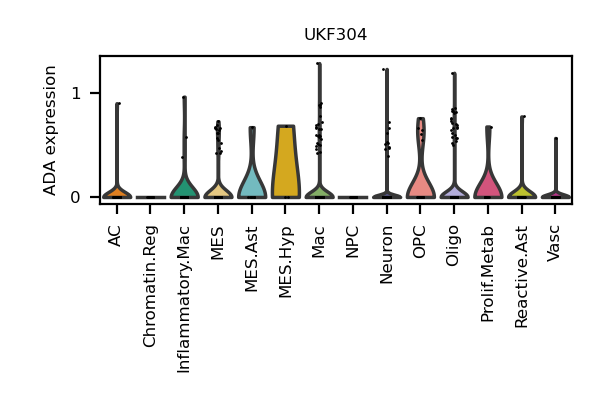 UKF304
ADA expression
1
0
AC
Chromatin.Reg
Inflammatory.Mac
MES
MES.Ast
MES.Hyp
Mac
NPC
Neuron
OPC
Oligo
Prolif.Metab
Reactive.Ast
Vasc